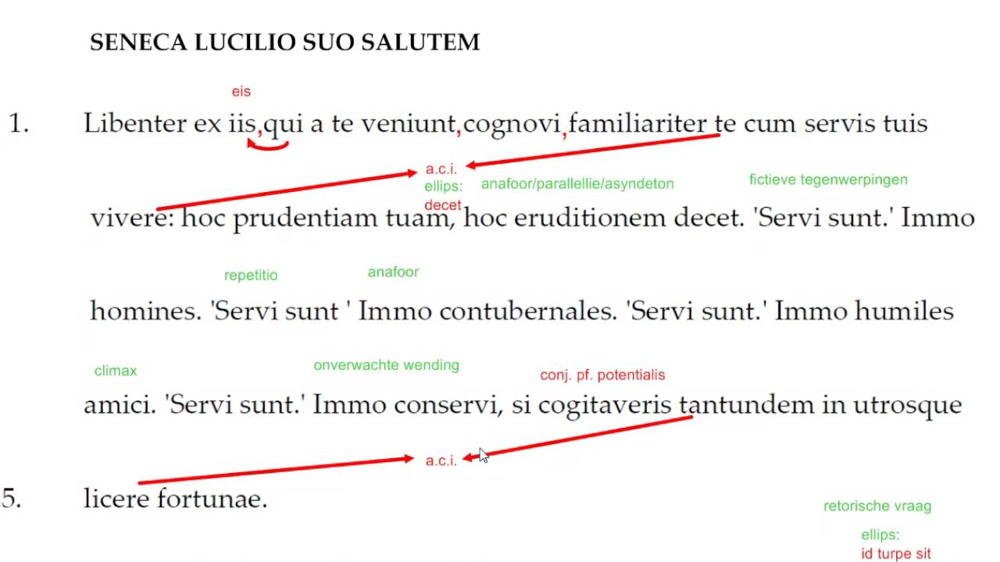 SENECA LUCILIO SUO SALUTEM
eis
1. Libenter ex iis,qui a te veniunt,cognovi,familiariter te cum servis tuis
a.c.i.
ellips: anafoor/parallellie/asyndeton fictieve tegenwerpingen
decet
vivere: hoc prudentiam tuam, hoc eruditionem decet. 'Servi sunt.' Immo
repetitio anafoor
homines. 'Servi sunt ' Immo contubernales. 'Servi sunt.' Immo humiles
climax onverwachte wending conj. pf. potentialis
amici. 'Servi sunt.' Immo conservi, si cogitaveris tantundem in utrosque
a.c.i.
5. licere fortunae.
retorische vraag
ellips:
id turpe sit